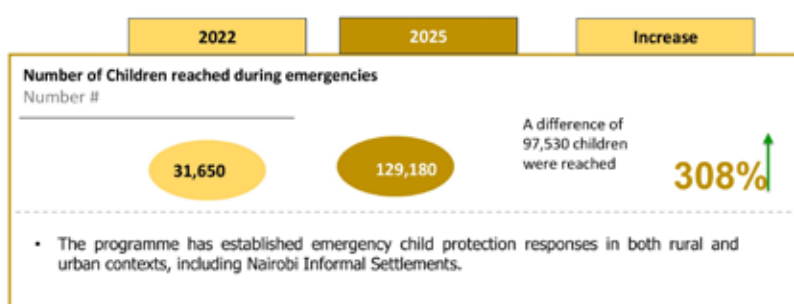 2022 2025 Increase
Number of Children reached during emergencies
Number #
A difference of
97,530 children
were reached
31,650 129,180 308%
• The programme has established emergency child protection responses in both rural and
urban contexts, including Nairobi Informal Settlements.